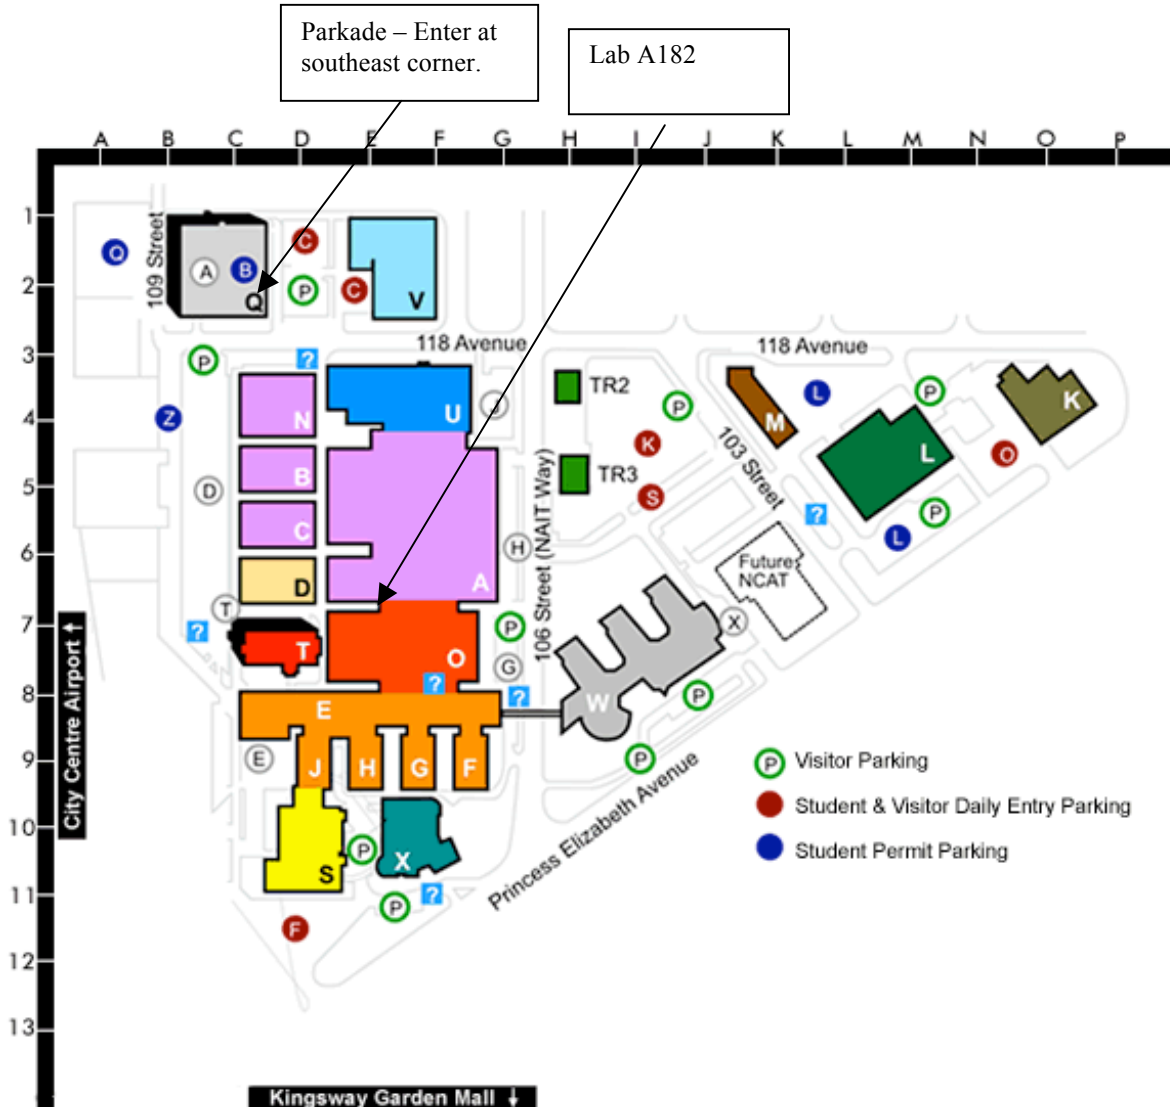 Parkade – Enter at
southeast corner.
Lab A182
A B C D E F G H I J K L M N O P
1
2
3
4
5
6
7
8
9
10
11
12
13
109 Street
Q
A
B
Q
C
P
C
V
118 Avenue
118 Avenue
P
?
Z
N
U
J
TR2
P
M
L
P
K
K
L
O
103 Street
B
D
TR3
S
P
?
L
C
H
106 Street (NAIT Way)
Future
NCAT
D
A
T
?
T
O
P
G
X
City Centre Airport ↑
?
?
E
W
P
E
J
H
G
F
P
Princess Elizabeth Avenue
P Visitor Parking
Student & Visitor Daily Entry Parking
Student Permit Parking
S
P
X
?
P
F
Kingsway Garden Mall ↓